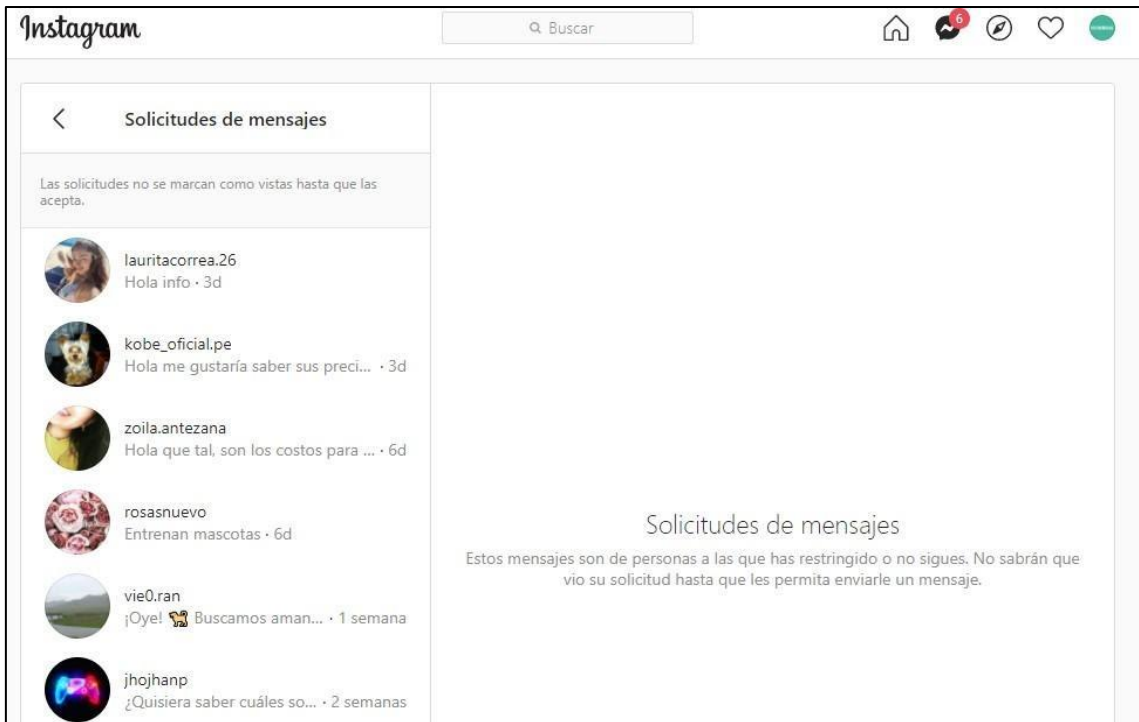 Instagram
Buscar
6
Solicitudes de mensajes
Las solicitudes no se marcan como vistas hasta que las
acepta.
lauritacorrea.26
Hola info · 3d
kobe_oficial.pe
Hola me gustaría saber sus preci... · 3d
zoila.antezana
Hola que tal, son los costos para ... · 6d
rosasnuevo
Entrenan mascotas · 6d
vie0.ran
¡Oye! 🐕 Buscamos aman... · 1 semana
jhojhanp
¿Quisiera saber cuáles so... · 2 semanas
Solicitudes de mensajes
Estos mensajes son de personas a las que has restringido o no sigues. No sabrán que
vio su solicitud hasta que les permita enviarle un mensaje.